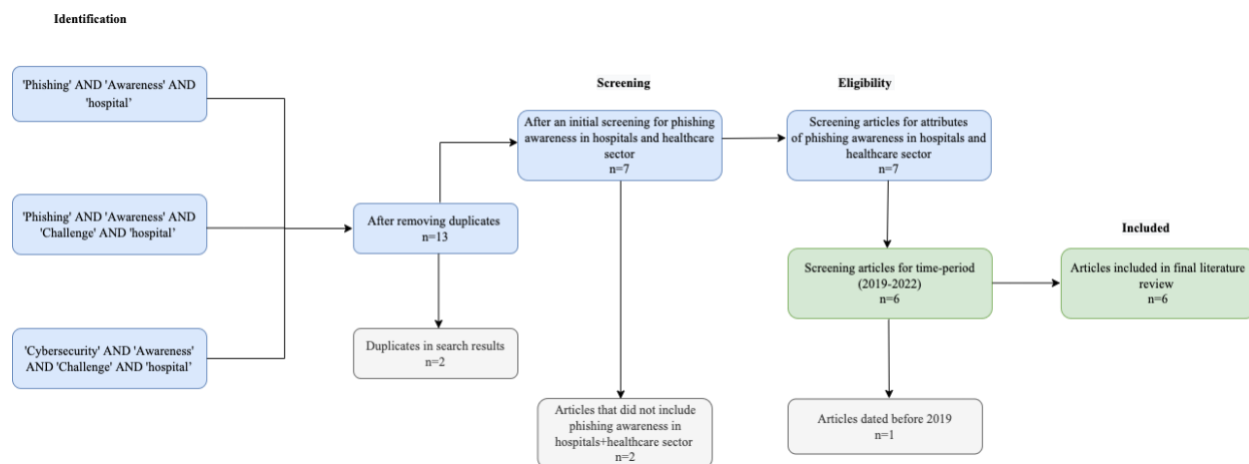 Identification
'Phishing' AND 'Awareness' AND
'hospital'
'Phishing' AND 'Awareness' AND
'Challenge' AND 'hospital'
'Cybersecurity' AND 'Awareness'
AND 'Challenge' AND 'hospital'
After removing duplicates
n=13
Duplicates in search results
n=2
Screening
After an initial screening for phishing
awareness in hospitals and healthcare
sector
n=7
Articles that did not include
phishing awareness in
hospitals+healthcare sector
n=2
Eligibility
Screening articles for attributes
of phishing awareness in hospitals and
healthcare sector
n=7
Screening articles for time-period
(2019-2022)
n=6
Articles dated before 2019
n=1
Included
Articles included in final literature
review
n=6